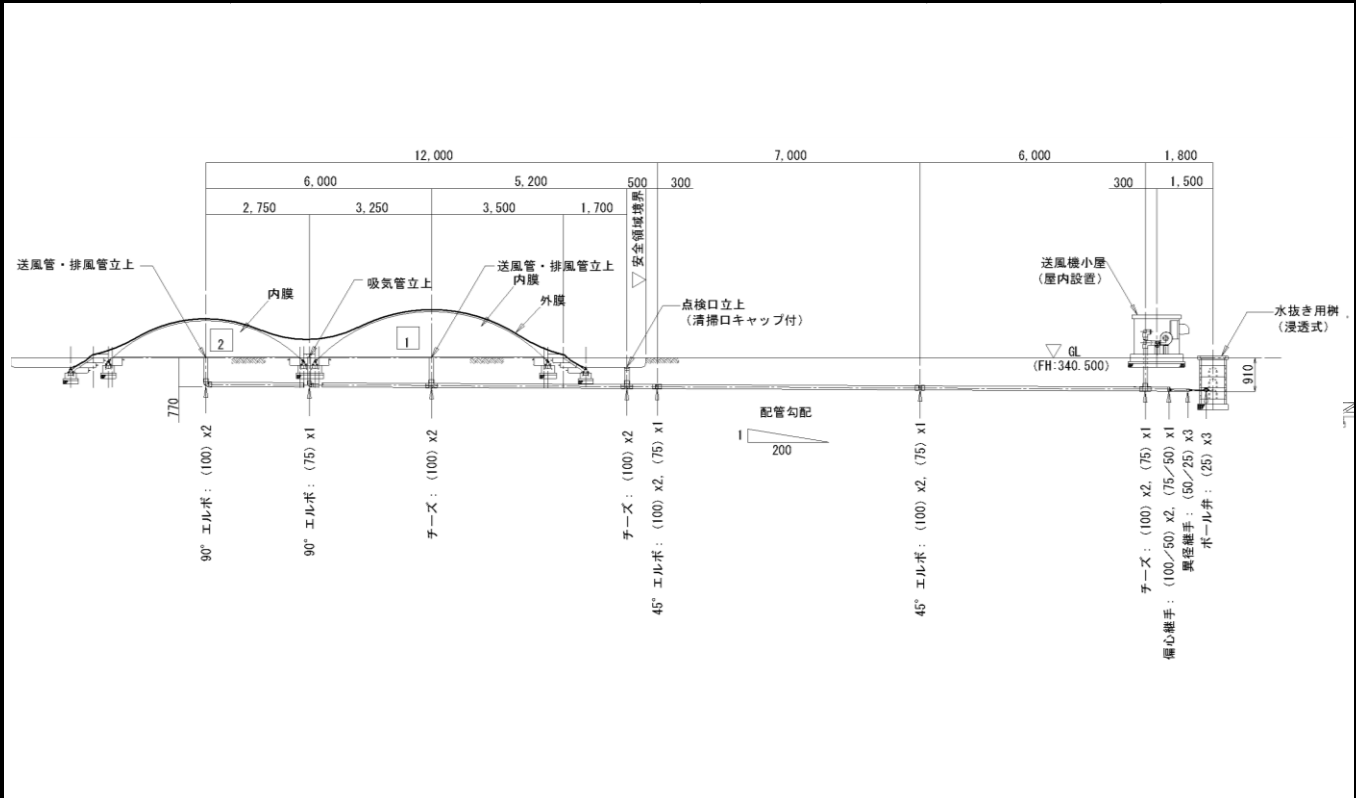 12,000
7,000
6,000
1,800
6,000
5,200
500
300
300
1,500
2,750
3,250
3,500
1,700
安全領域境界
送風管・排風管立上
内膜
吸気管立上
送風管・排風管立上
内膜
外膜
点検口立上
(清掃口キャップ付)
送風機小屋
(屋内設置)
水抜き用桝
(浸透式)
2
1
GL
(FH:340.500)
910
770
配管勾配
1
200
90° エルボ: (100) x2
90° エルボ: (75) x1
チーズ: (100) x2
チーズ: (100) x2
45° エルボ: (100) x2, (75) x1
45° エルボ: (100) x2, (75) x1
チーズ: (100) x2, (75) x1
偏心継手: (100/50) x2, (75/50) x1
異径継手: (50/25) x3
ボール弁: (25) x3